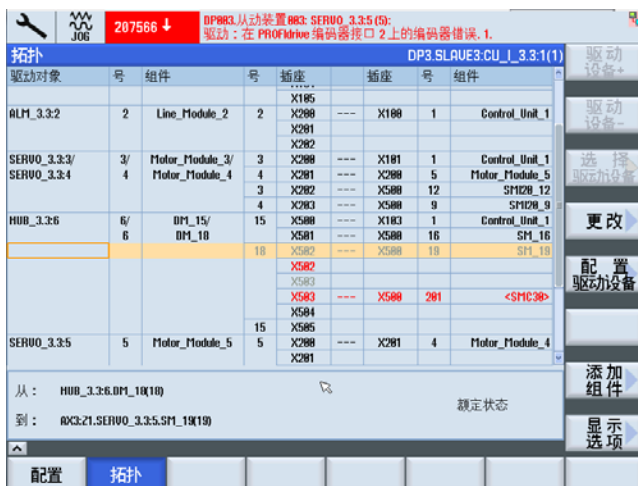 JOG
207566
DP003.从动装置003: SERVO_3.3:5 (5):
驱动：在 PROFIdrive 编码器接口 2 上的编码器错误. 1.
拓扑 DP3.SLAVE3:CU_I_3.3:1(1)
驱动对象 号 组件 号 插座 插座 号 组件
X105
ALM_3.3:2 2 Line_Module_2 2 X200 --- X100 1 Control_Unit_1
X201
X202
SERVO_3.3:3/ 3/ Motor_Module_3/ 3 X200 --- X101 1 Control_Unit_1
SERVO_3.3:4 4 Motor_Module_4 4 X201 --- X200 5 Motor_Module_5
3 X202 --- X500 12 SMI20_12
4 X203 --- X500 9 SMI20_9
HUB_3.3:6 6/ DM_15/ 15 X500 --- X103 1 Control_Unit_1
6 DM_18 X501 --- X500 16 SM_16
18 X502 --- X500 19 SM_19
X502
X503
X503 --- X500 201 <SMC30>
X504
15 X505
SERVO_3.3:5 5 Motor_Module_5 5 X200 --- X201 4 Motor_Module_4
X201
从： HUB_3.3:6.DM_18(18)
额定状态
到： AX3:Z1.SERVO_3.3:5.SM_19(19)
驱动
设备+
驱动
设备-
选择
驱动设备
更改
配置
驱动设备
添加
组件
显示
选项
配置 拓扑